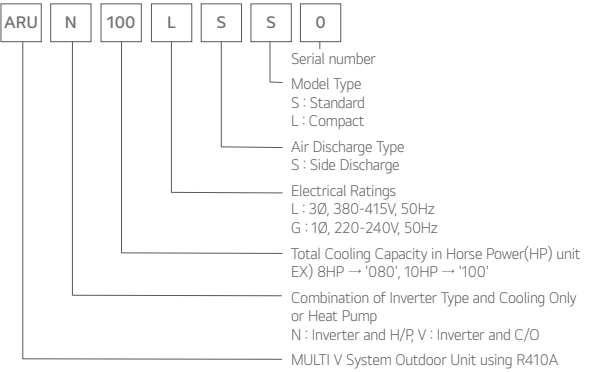 ARU N 100 L S S 0
Serial number
Model Type
S : Standard
L : Compact
Air Discharge Type
S : Side Discharge
Electrical Ratings
L : 3Ø, 380-415V, 50Hz
G : 1Ø, 220-240V, 50Hz
Total Cooling Capacity in Horse Power(HP) unit
EX) 8HP → '080', 10HP → '100'
Combination of Inverter Type and Cooling Only
or Heat Pump
N : Inverter and H/P, V : Inverter and C/O
MULTI V System Outdoor Unit using R410A